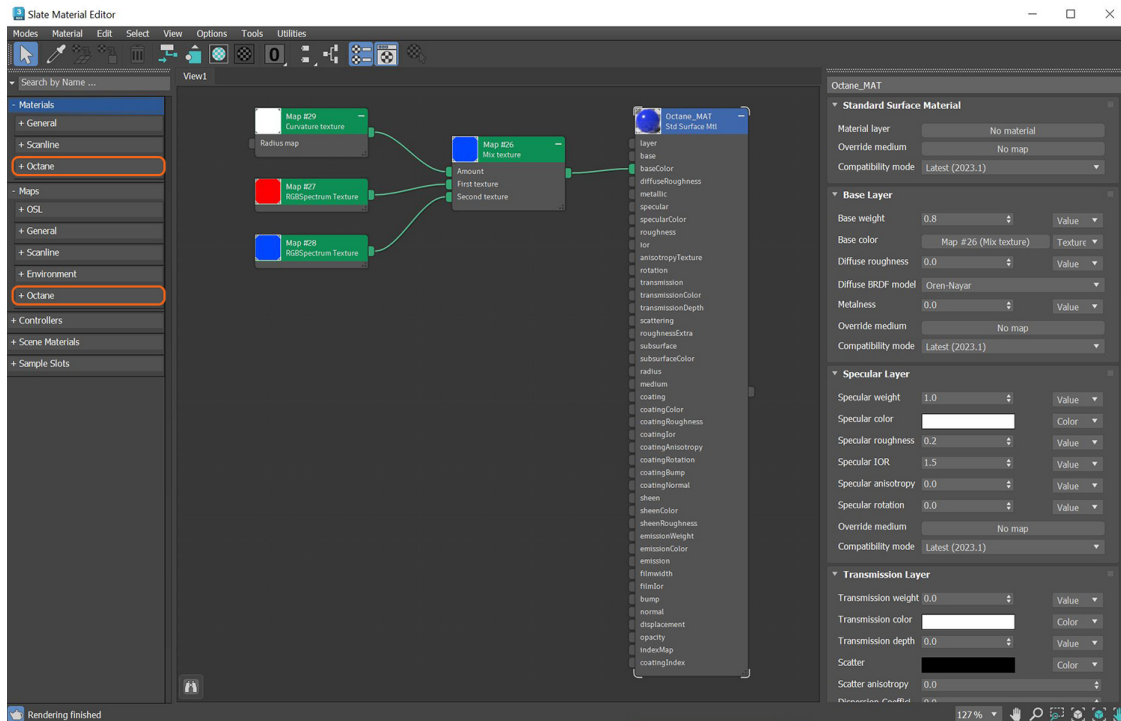 3
MAX
Slate Material Editor
Modes Material Edit Select View Options Tools Utilities
0
Search by Name ...
- Materials
+ General
+ Scanline
+ Octane
- Maps
+ OSL
+ General
+ Scanline
+ Environment
+ Octane
+ Controllers
+ Scene Materials
+ Sample Slots
View1
Map #29
Curvature texture
Radius map
Map #27
RGBSpectrum Texture
Map #28
RGBSpectrum Texture
Map #26
Mix texture
Amount
First texture
Second texture
Octane_MAT
Std Surface Mtl
layer
base
baseColor
diffuseRoughness
metallic
specular
specularColor
roughness
ior
anisotropyTexture
rotation
transmission
transmissionColor
transmissionDepth
scattering
roughnessExtra
subsurface
subsurfaceColor
radius
medium
coating
coatingColor
coatingRoughness
coatingIor
coatingAnisotropy
coatingRotation
coatingBump
coatingNormal
sheen
sheenColor
sheenRoughness
emissionWeight
emissionColor
emission
filmwidth
filmIor
bump
normal
displacement
opacity
indexMap
coatingIndex
Octane_MAT
Standard Surface Material
Material layer No material
Override medium No map
Compatibility mode Latest (2023.1)
Base Layer
Base weight 0.8 Value
Base color Map #26 (Mix texture) Texture
Diffuse roughness 0.0 Value
Diffuse BRDF model Oren-Nayar
Metalness 0.0 Value
Override medium No map
Compatibility mode Latest (2023.1)
Specular Layer
Specular weight 1.0 Value
Specular color Color
Specular roughness 0.2 Value
Specular IOR 1.5 Value
Specular anisotropy 0.0 Value
Specular rotation 0.0 Value
Override medium No map
Compatibility mode Latest (2023.1)
Transmission Layer
Transmission weight 0.0 Value
Transmission color Color
Transmission depth 0.0 Value
Scatter Color
Scatter anisotropy 0.0
Rendering finished
127%